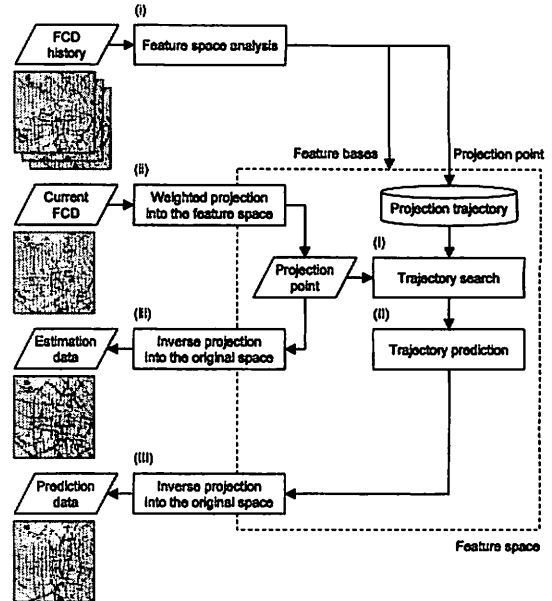 (i)
FCD
history
Feature space analysis
Feature bases
Projection point
(ii)
Current
FCD
Weighted projection
into the feature space
Projection trajectory
(I)
Projection
point
Trajectory search
(iii)
(II)
Estimation
data
Inverse projection
into the original space
Trajectory prediction
(III)
Prediction
data
Inverse projection
into the original space
Feature space